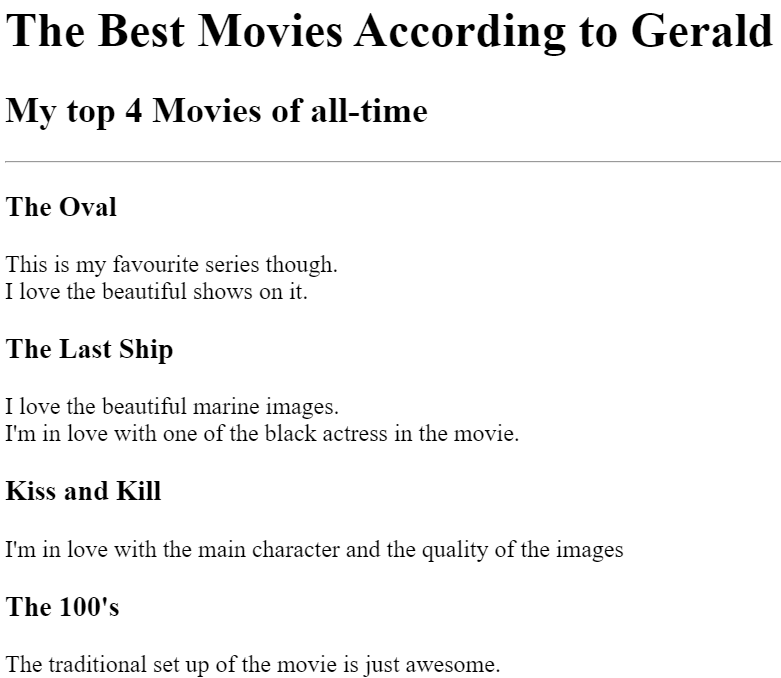 The Best Movies According to Gerald
My top 4 Movies of all-time
The Oval
This is my favourite series though.
I love the beautiful shows on it.
The Last Ship
I love the beautiful marine images.
I'm in love with one of the black actress in the movie.
Kiss and Kill
I'm in love with the main character and the quality of the images
The 100's
The traditional set up of the movie is just awesome.